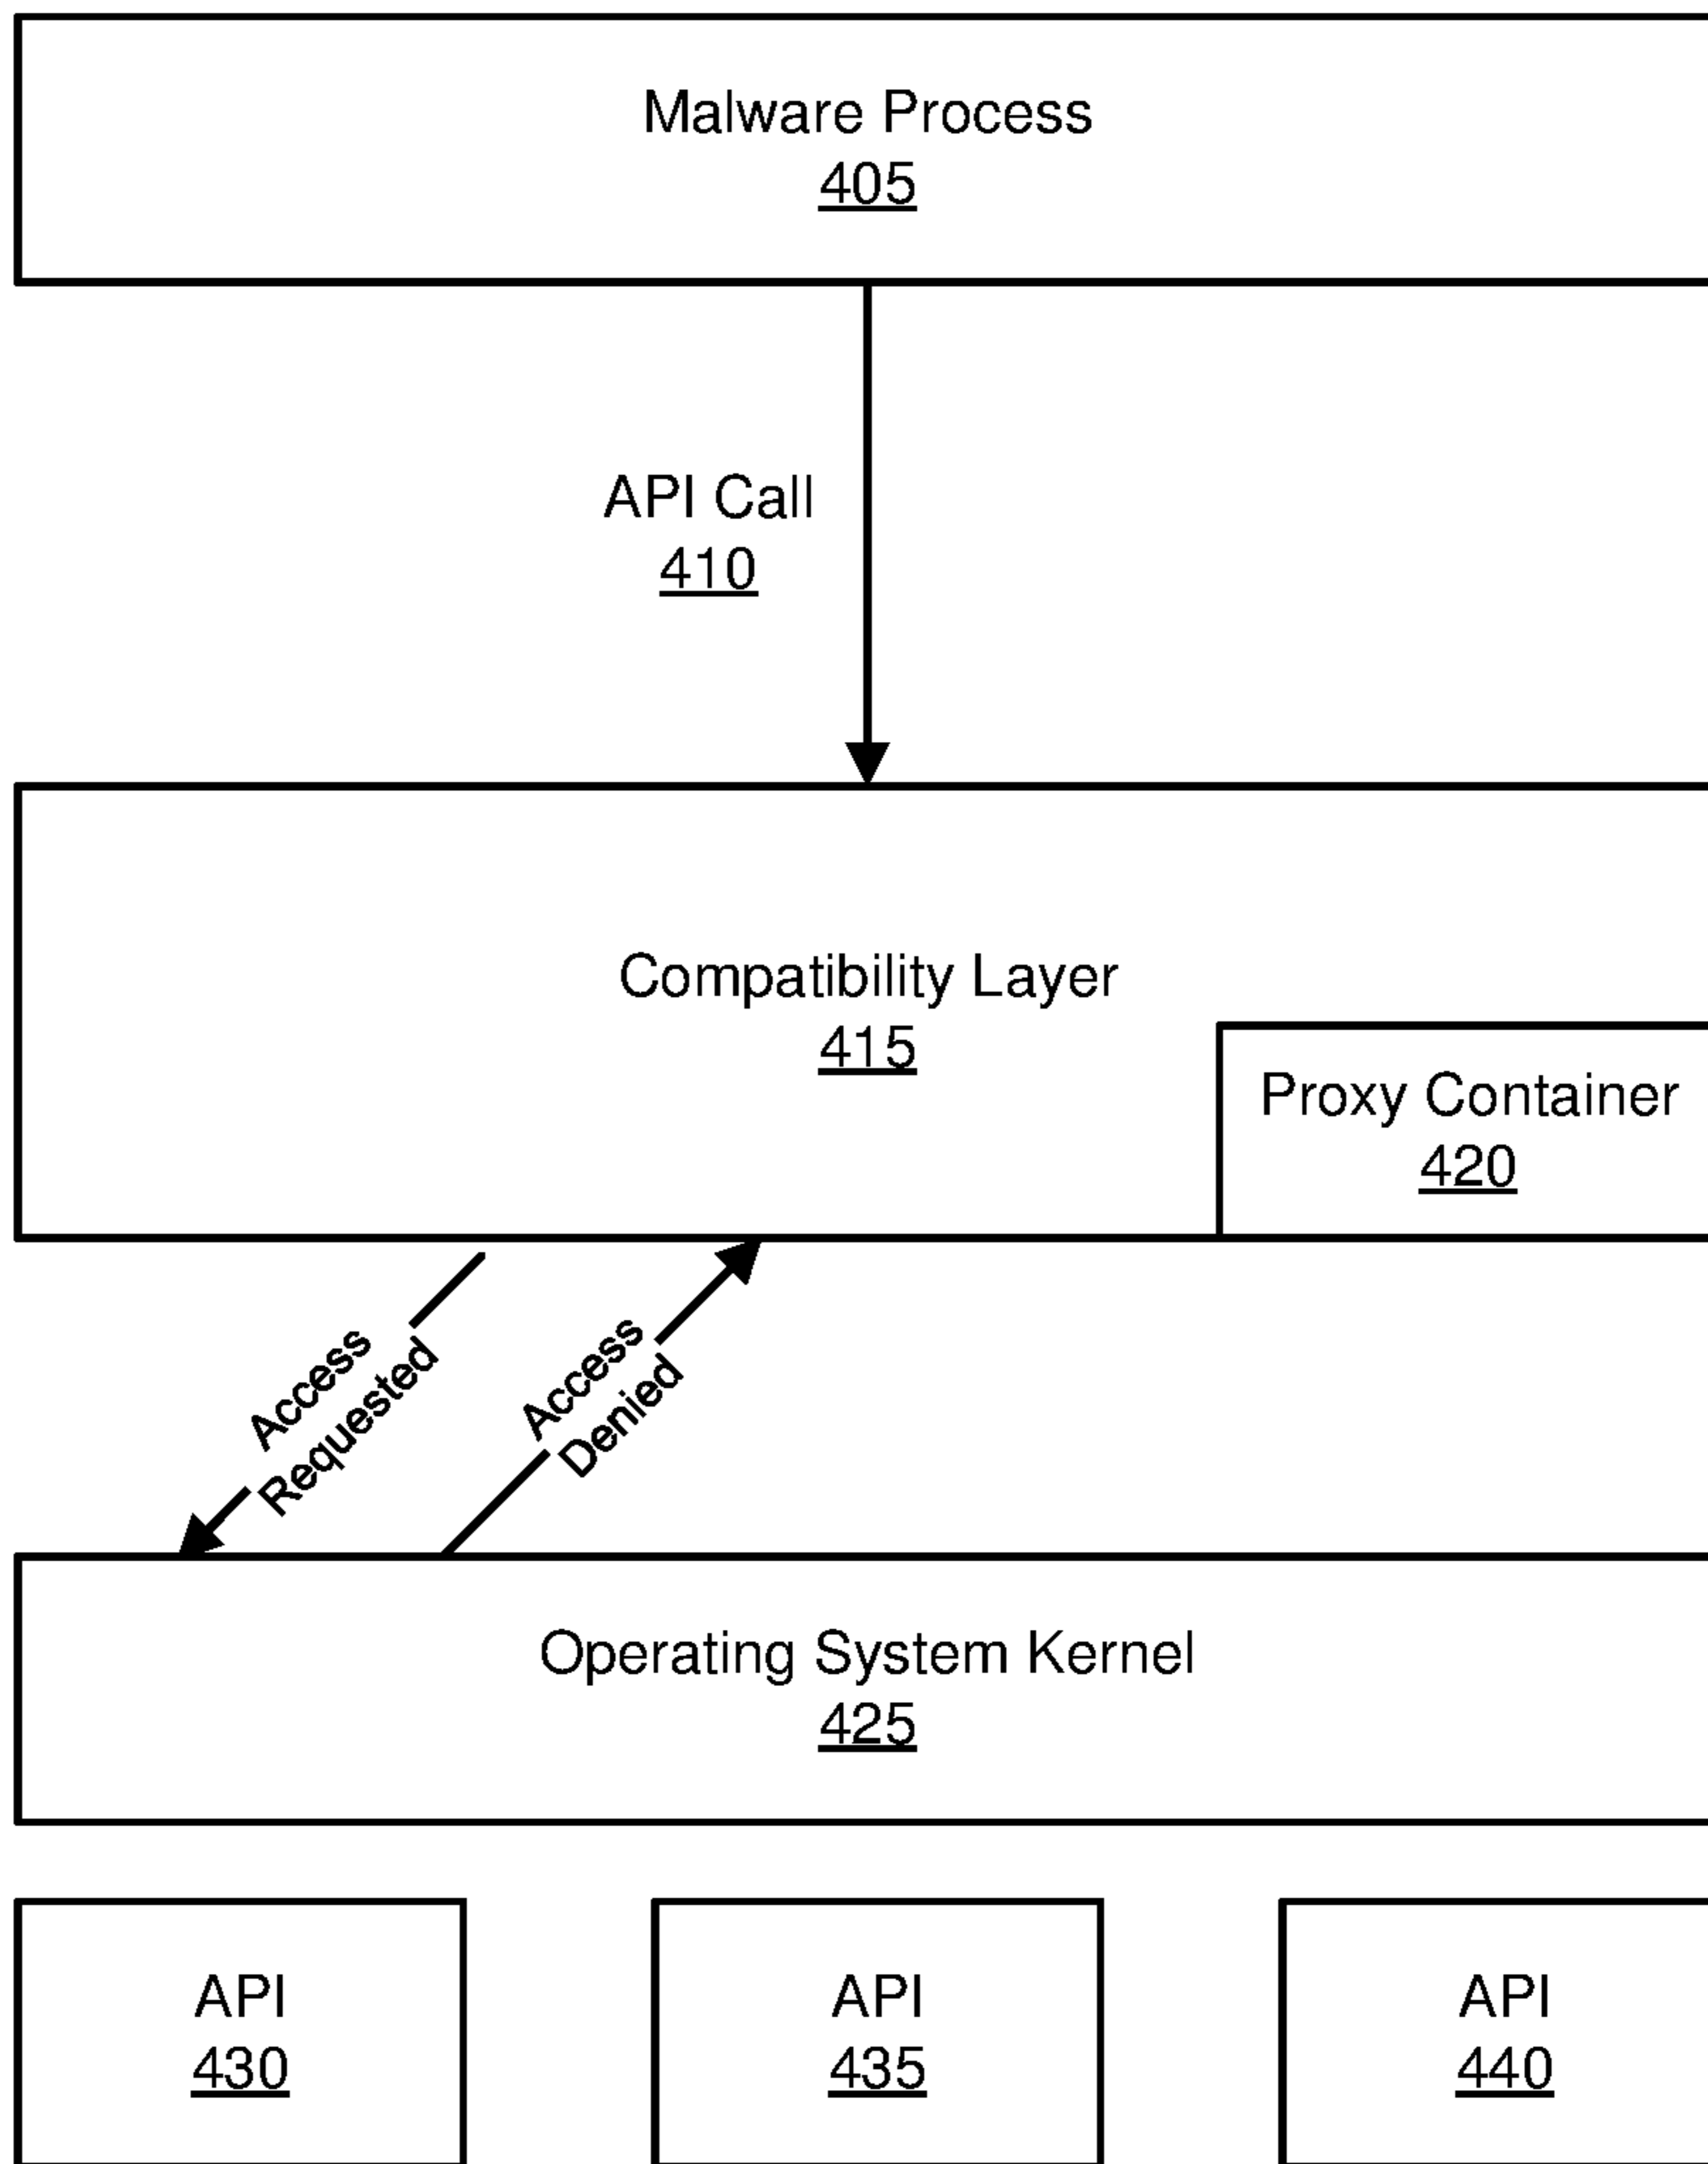 Malware Process
405
API Call
410
Compatibility Layer
415
Proxy Container
420
Access
Requested
Access
Denied
Operating System Kernel
425
API
430
API
435
API
440